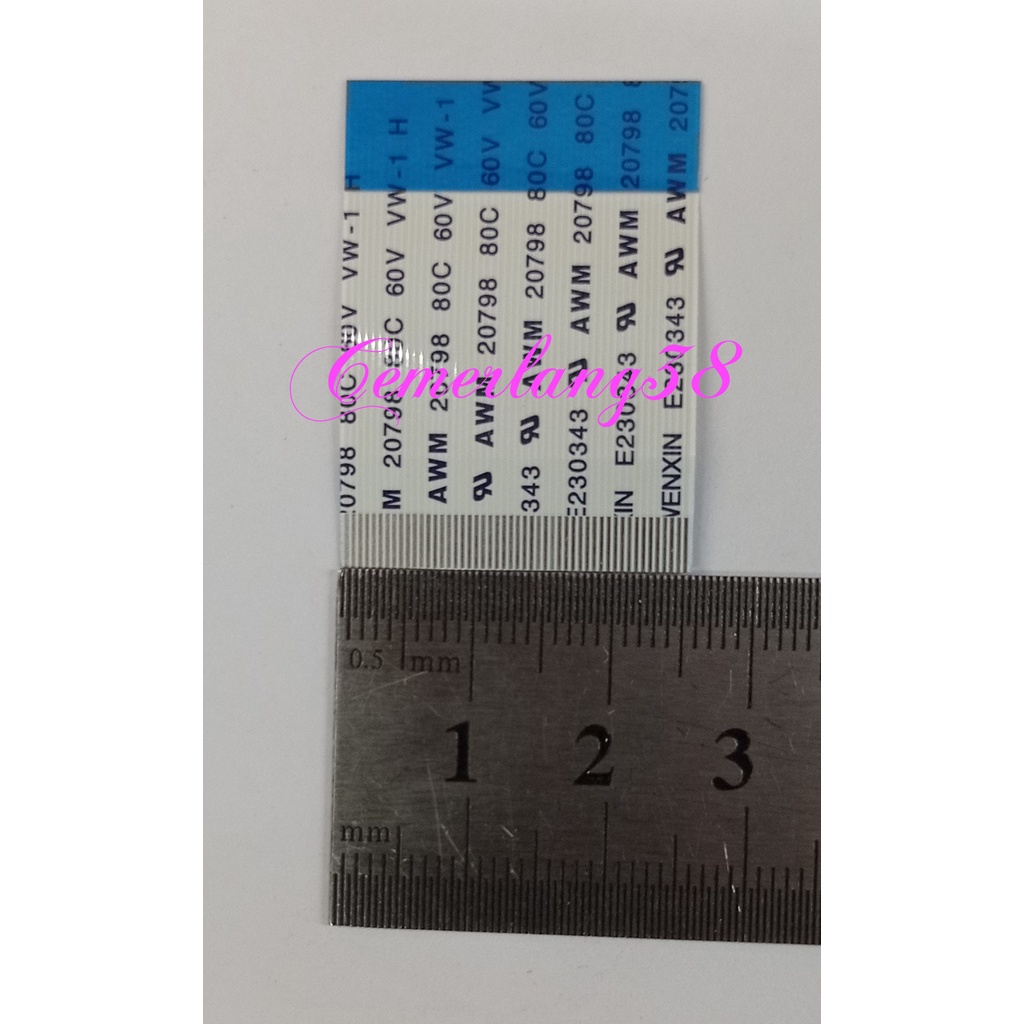 20798 80C 60V VW-1 H
M 20798 80C 60V VW-1 H
AWM 20798 80C 60V VW-1
AWM 20798 80C 60V VW
343 AWM 20798 80C 60V
E230343 AWM 20798 80C
IN E230343 AWM 20798 8
WENXIN E230343 AWM 207
Cemerlang58
0.5 mm
1 2 3
mm